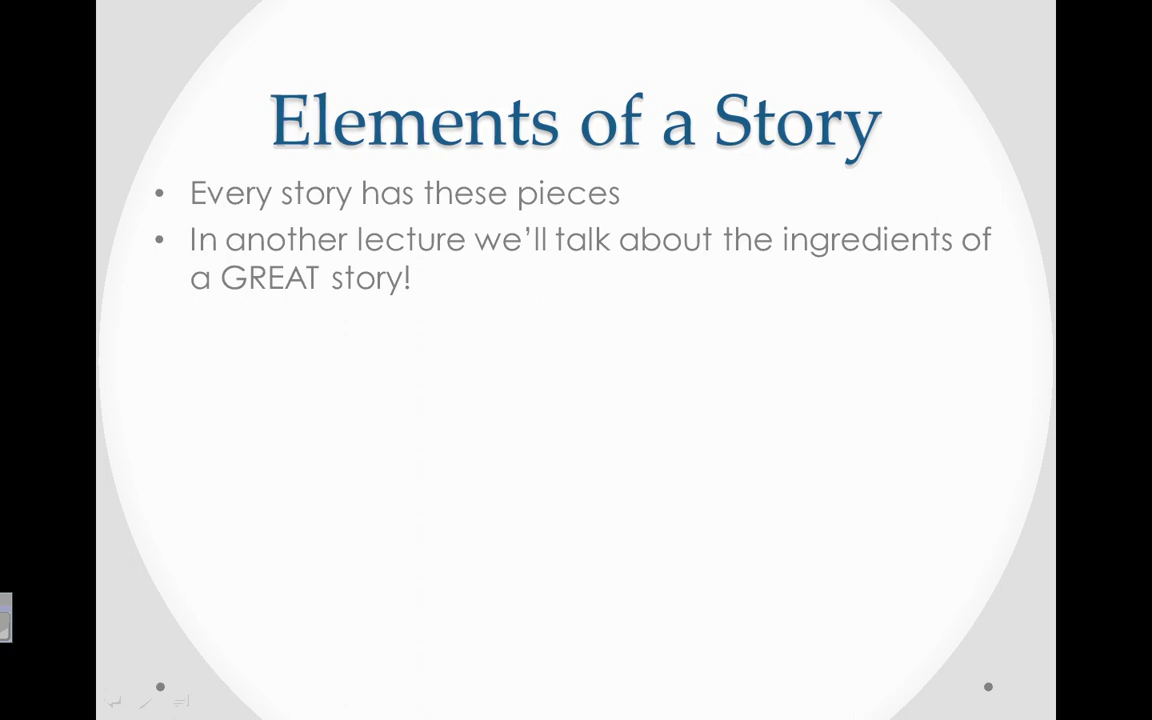 Elements of a Story
• Every story has these pieces
• In another lecture we’ll talk about the ingredients of
a GREAT story!